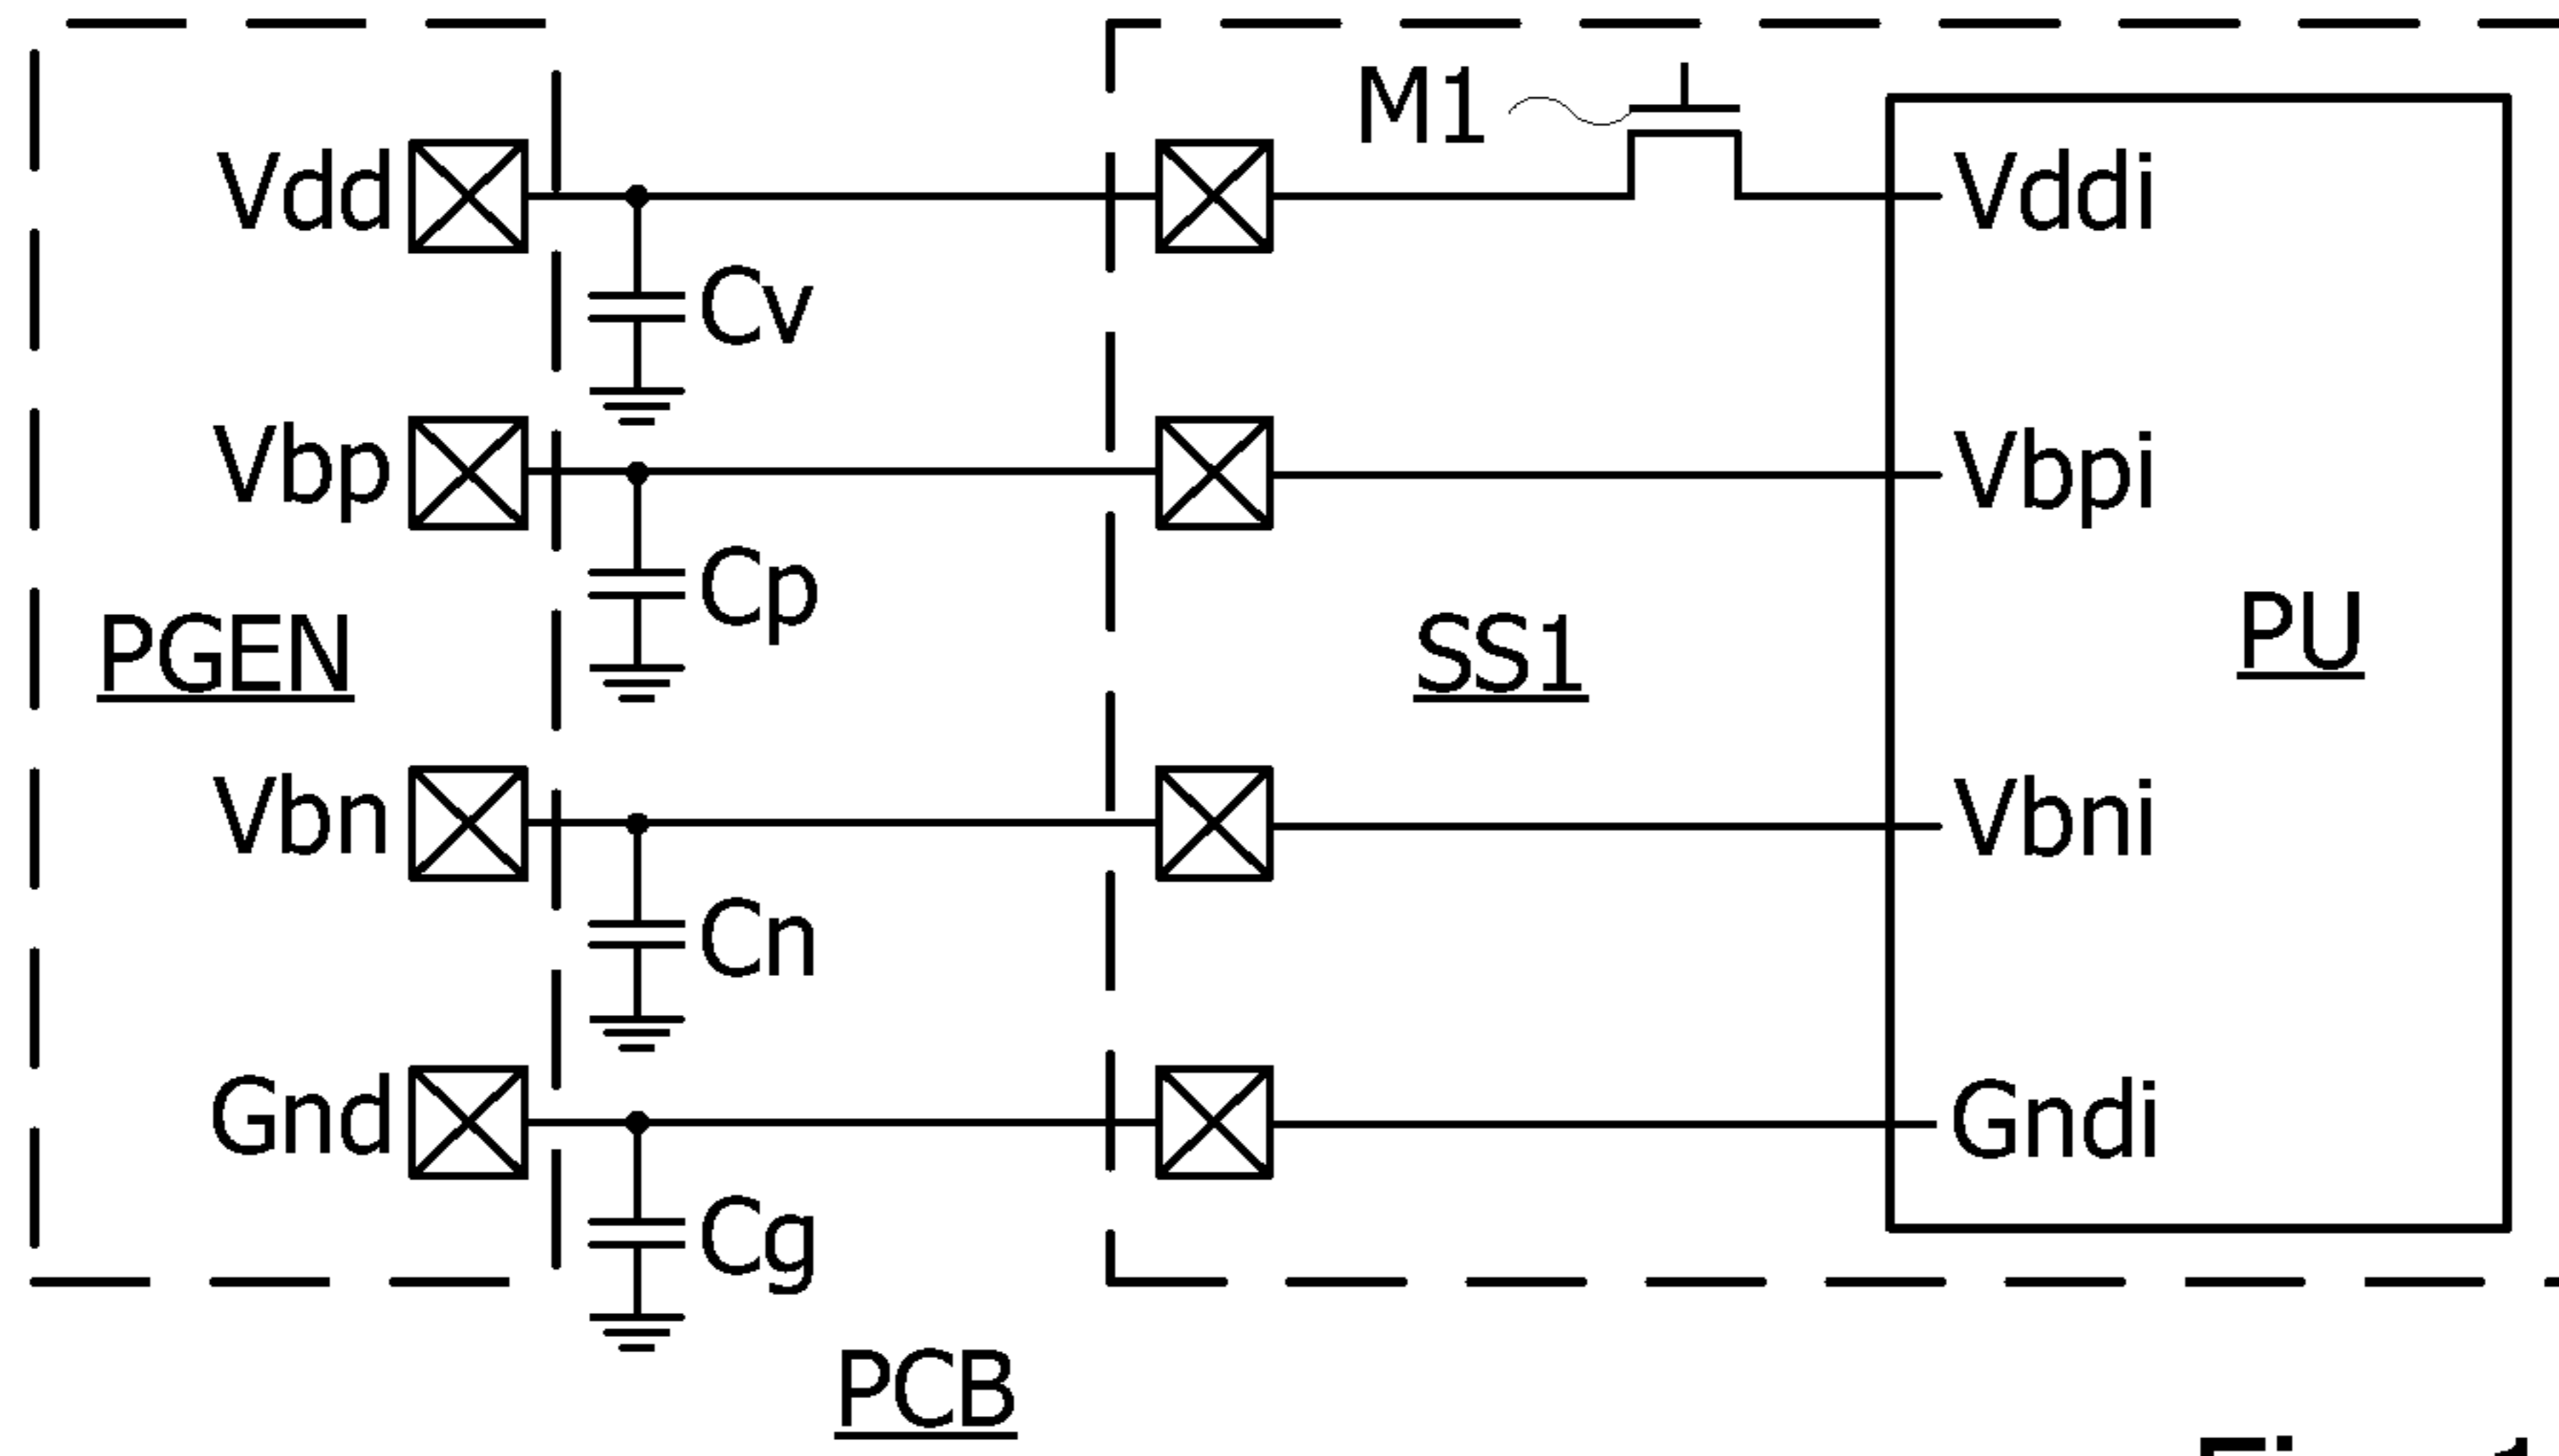 M1
Vdd
Vddi
Cv
Vbp
Vbpi
Cp
PGEN
SS1
PU
Vbn
Vbni
Cn
Gnd
Gndi
Cg
PCB